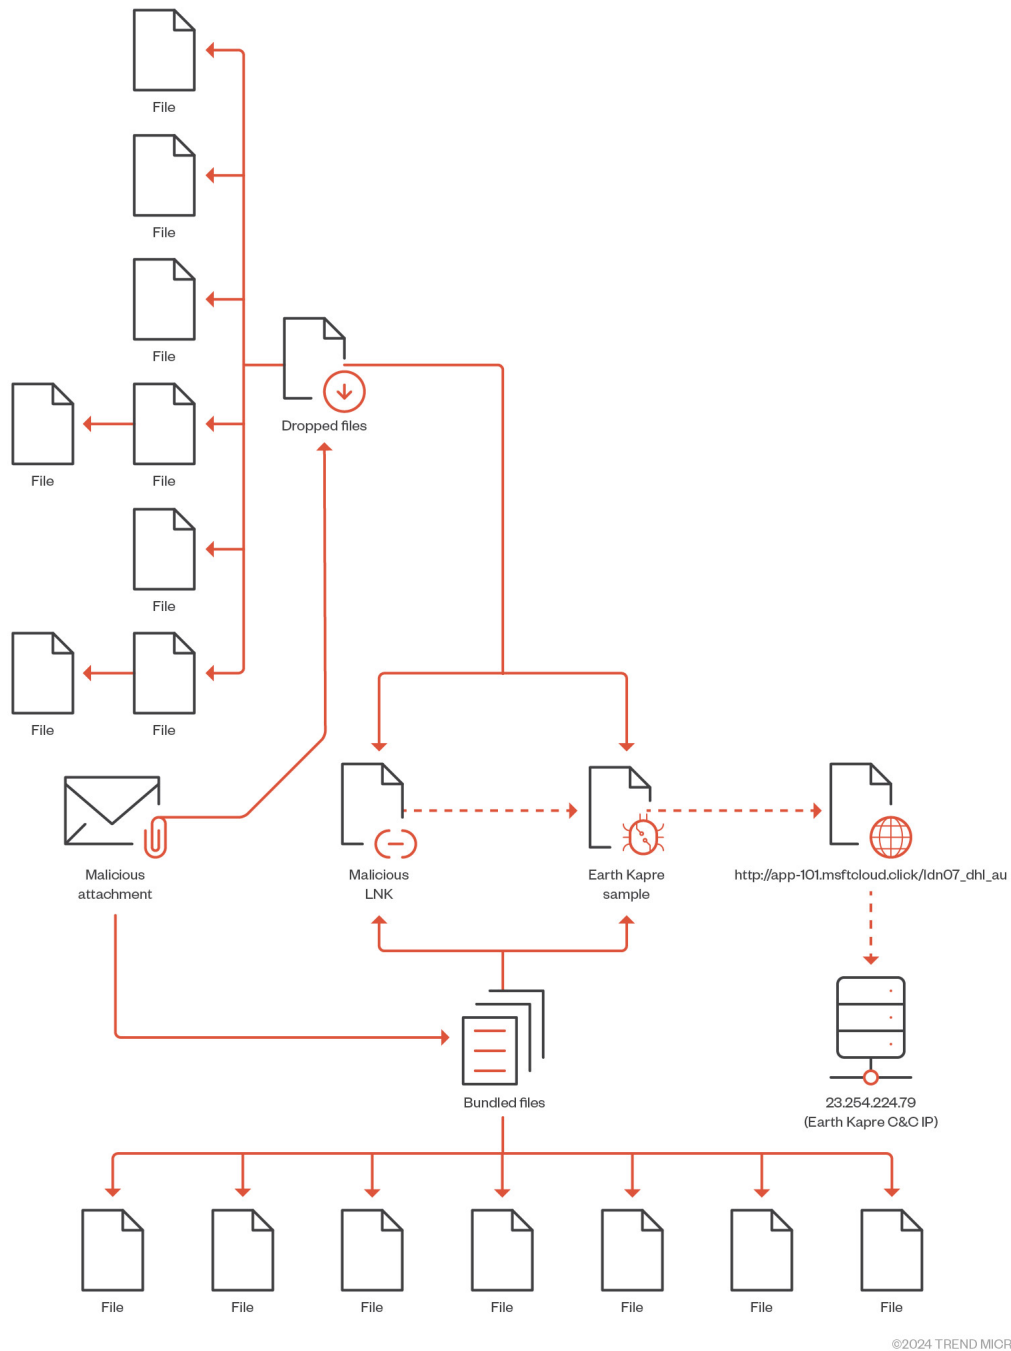 File
File
File
Dropped files
File
File
File
File
File
Malicious
attachment
Malicious
LNK
Earth Kapre
sample
http://app-101.msftcloud.click/ldn07_dhl_au
Bundled files
23.254.224.79
(Earth Kapre C&C IP)
File
File
File
File
File
File
File
©2024 TREND MICR